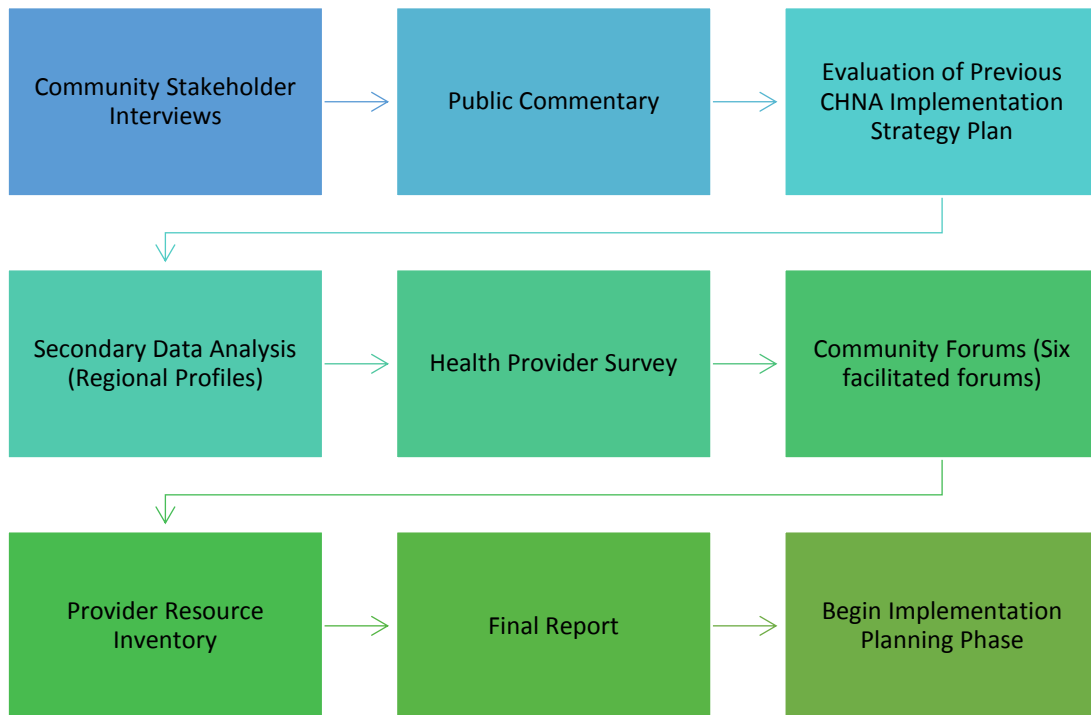 Community Stakeholder
Interviews
Public Commentary
Evaluation of Previous
CHNA Implementation
Strategy Plan
Secondary Data Analysis
(Regional Profiles)
Health Provider Survey
Community Forums (Six
facilitated forums)
Provider Resource
Inventory
Final Report
Begin Implementation
Planning Phase